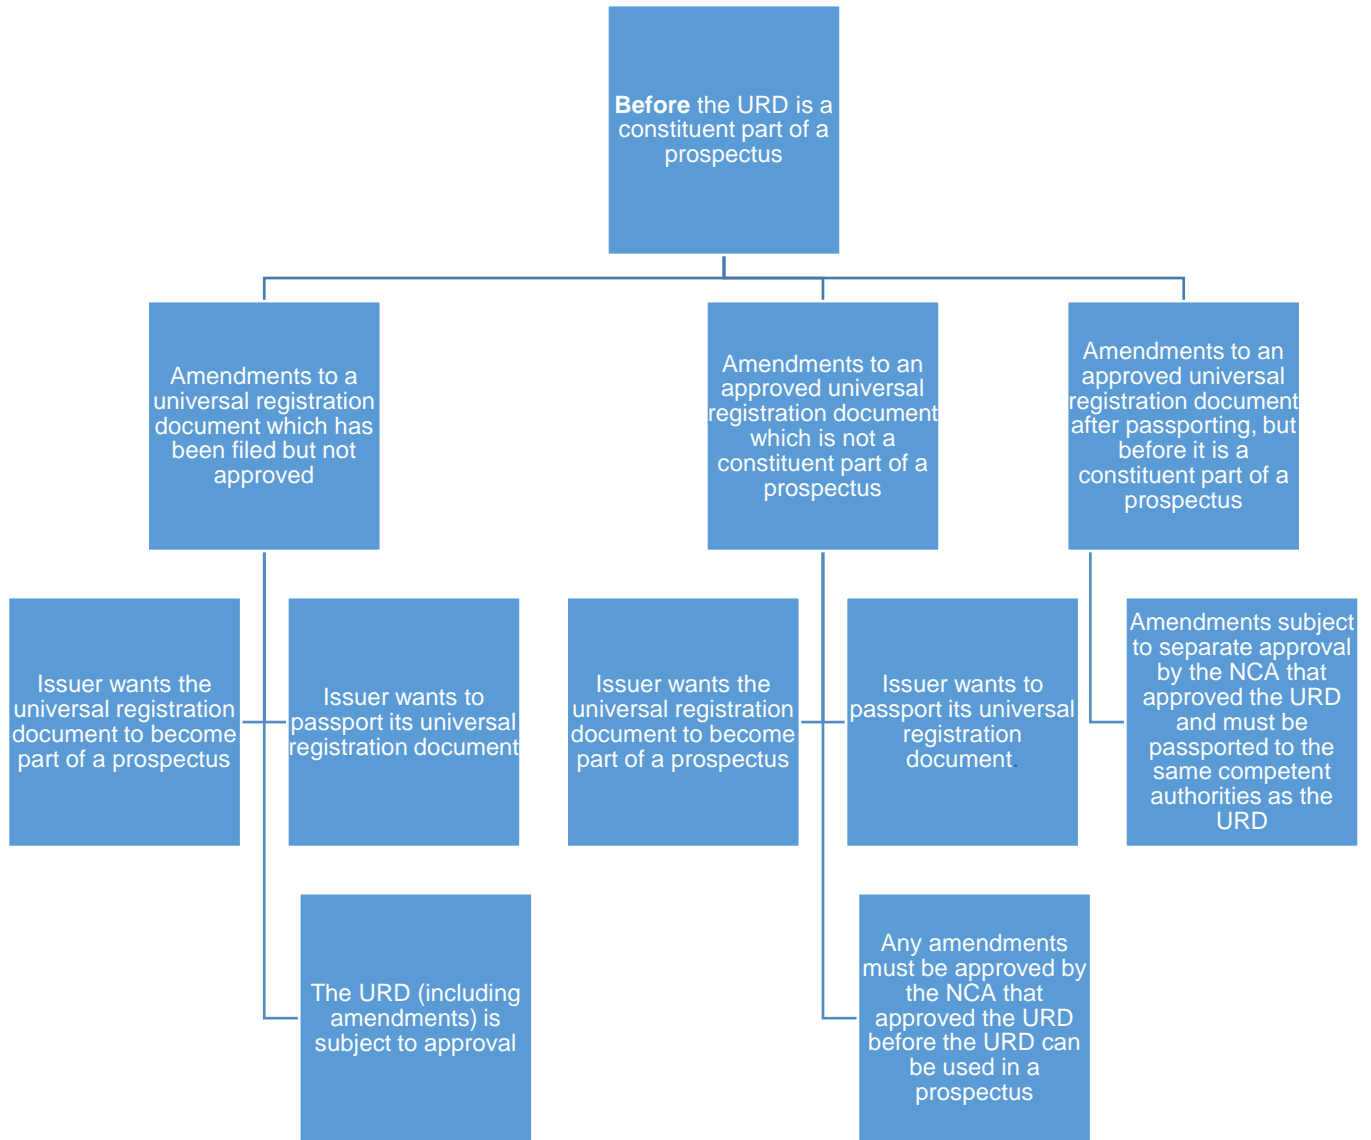 Before the URD is a
constituent part of a
prospectus
Amendments to a
universal registration
document which has
been filed but not
approved
Amendments to an
approved universal
registration document
which is not a
constituent part of a
prospectus
Amendments to an
approved universal
registration document
after passporting, but
before it is a
constituent part of a
prospectus
Issuer wants the
universal registration
document to become
part of a prospectus
Issuer wants to
passport its universal
registration document
Issuer wants the
universal registration
document to become
part of a prospectus
Issuer wants to
passport its universal
registration
document.
Amendments subject
to separate approval
by the NCA that
approved the URD
and must be
passported to the
same competent
authorities as the
URD
The URD (including
amendments) is
subject to approval
Any amendments
must be approved by
the NCA that
approved the URD
before the URD can
be used in a
prospectus